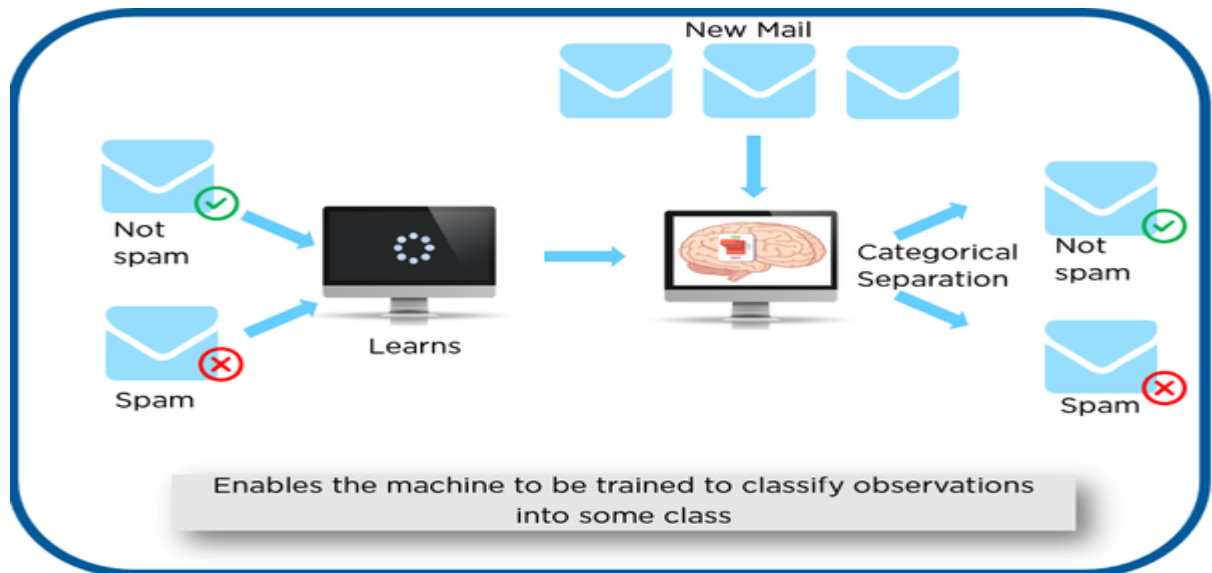 New Mail
Not
spam
Spam
Learns
Categorical
Separation
Not
spam
Spam
Enables the machine to be trained to classify observations
into some class